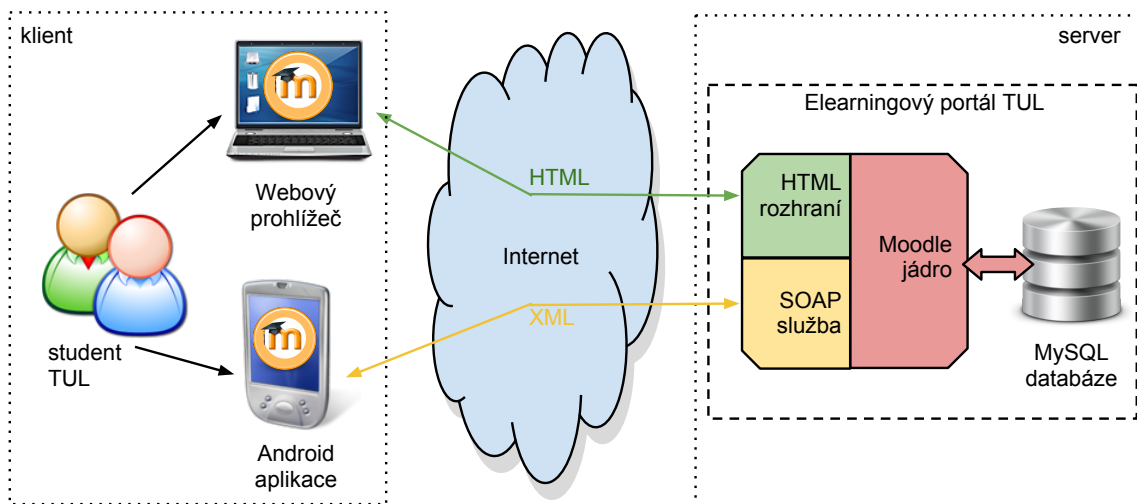 klient
server
Elearningový portál TUL
Webový
prohlížeč
HTML
HTML
rozhraní
Internet
Moodle
jádro
XML
SOAP
služba
student
TUL
MySQL
databáze
Android
aplikace
m
m